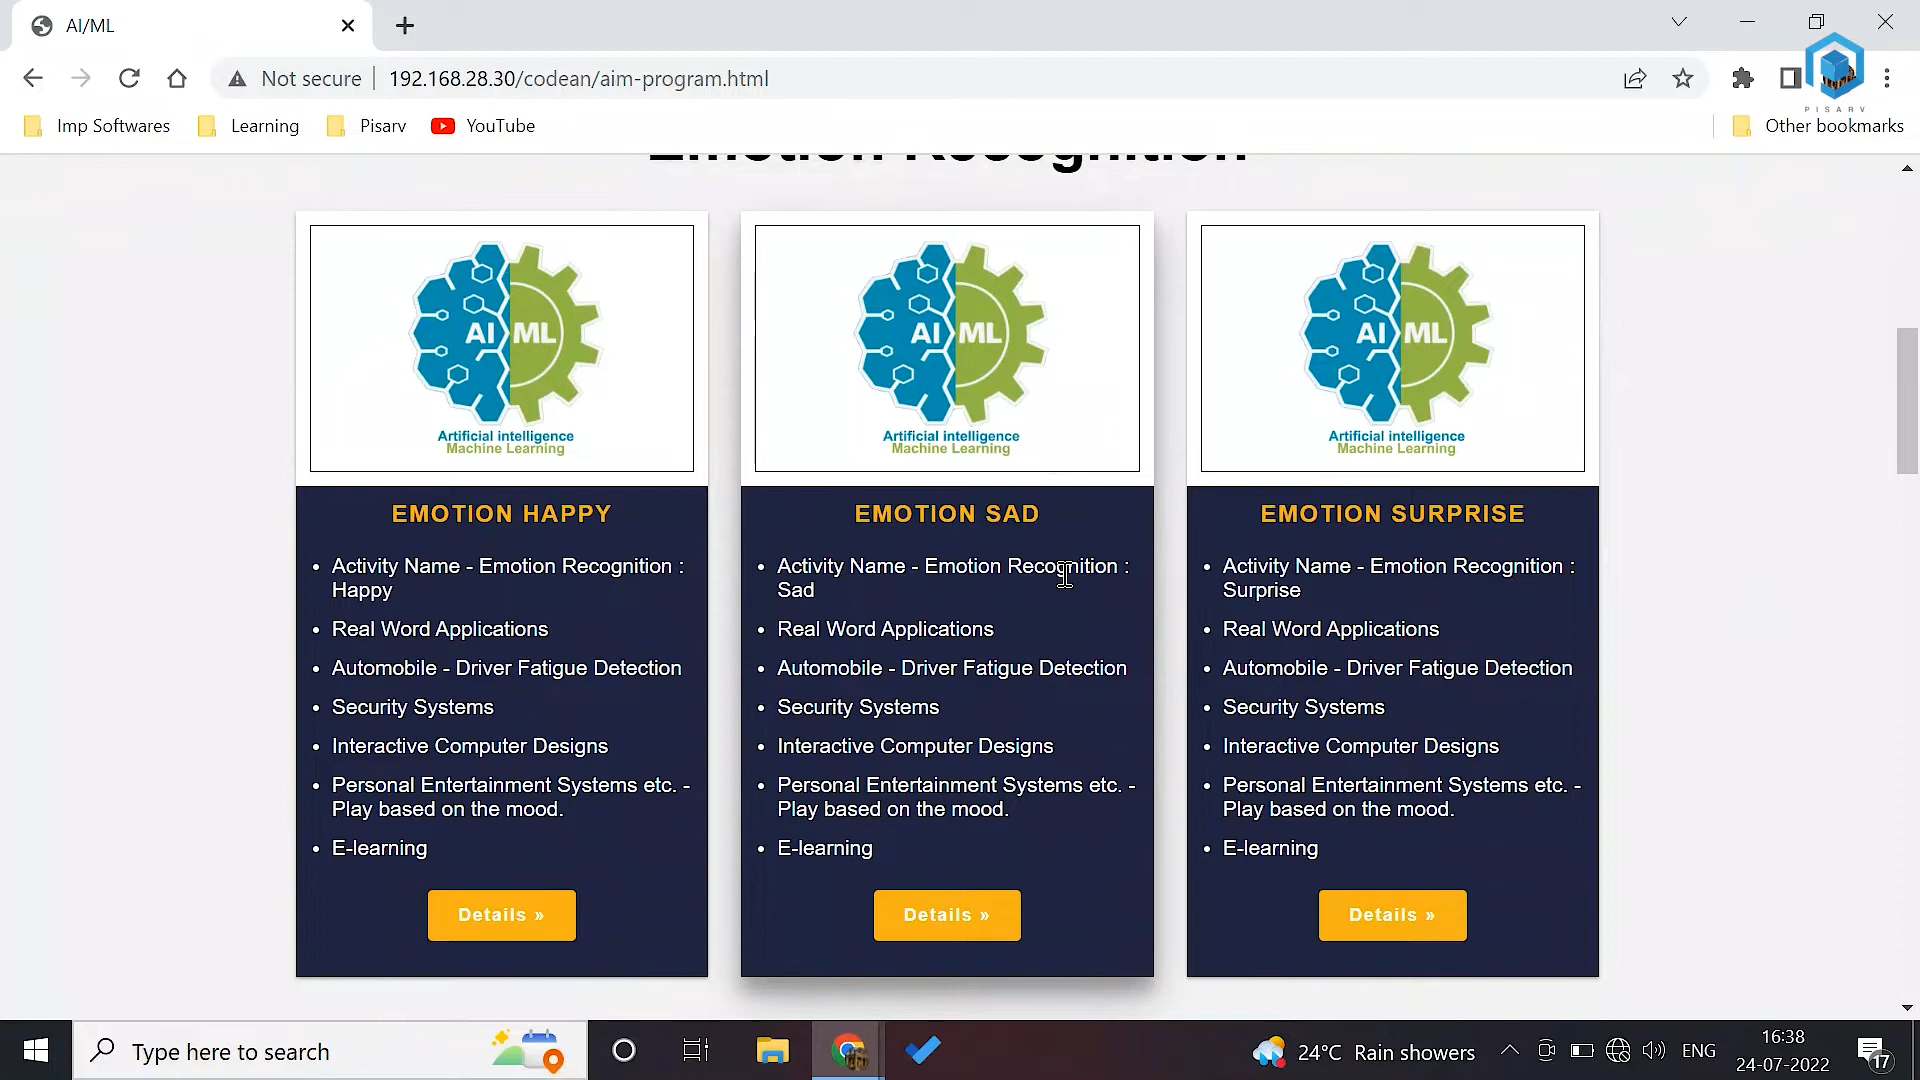 AI/ML
Not secure
192.168.28.30/codean/aim-program.html
PISARV
Imp Softwares
Learning
Pisarv
YouTube
Other bookmarks
Emotion Recognition
AI ML
Artificial intelligence
Machine Learning
EMOTION HAPPY
• Activity Name - Emotion Recognition :
Happy
• Real Word Applications
• Automobile - Driver Fatigue Detection
• Security Systems
• Interactive Computer Designs
• Personal Entertainment Systems etc. -
Play based on the mood.
• E-learning
Details »
AI ML
Artificial intelligence
Machine Learning
EMOTION SAD
• Activity Name - Emotion Recognition :
Sad
• Real Word Applications
• Automobile - Driver Fatigue Detection
• Security Systems
• Interactive Computer Designs
• Personal Entertainment Systems etc. -
Play based on the mood.
• E-learning
Details »
AI ML
Artificial intelligence
Machine Learning
EMOTION SURPRISE
• Activity Name - Emotion Recognition :
Surprise
• Real Word Applications
• Automobile - Driver Fatigue Detection
• Security Systems
• Interactive Computer Designs
• Personal Entertainment Systems etc. -
Play based on the mood.
• E-learning
Details »
Type here to search
24°C Rain showers
ENG
16:38
24-07-2022
17